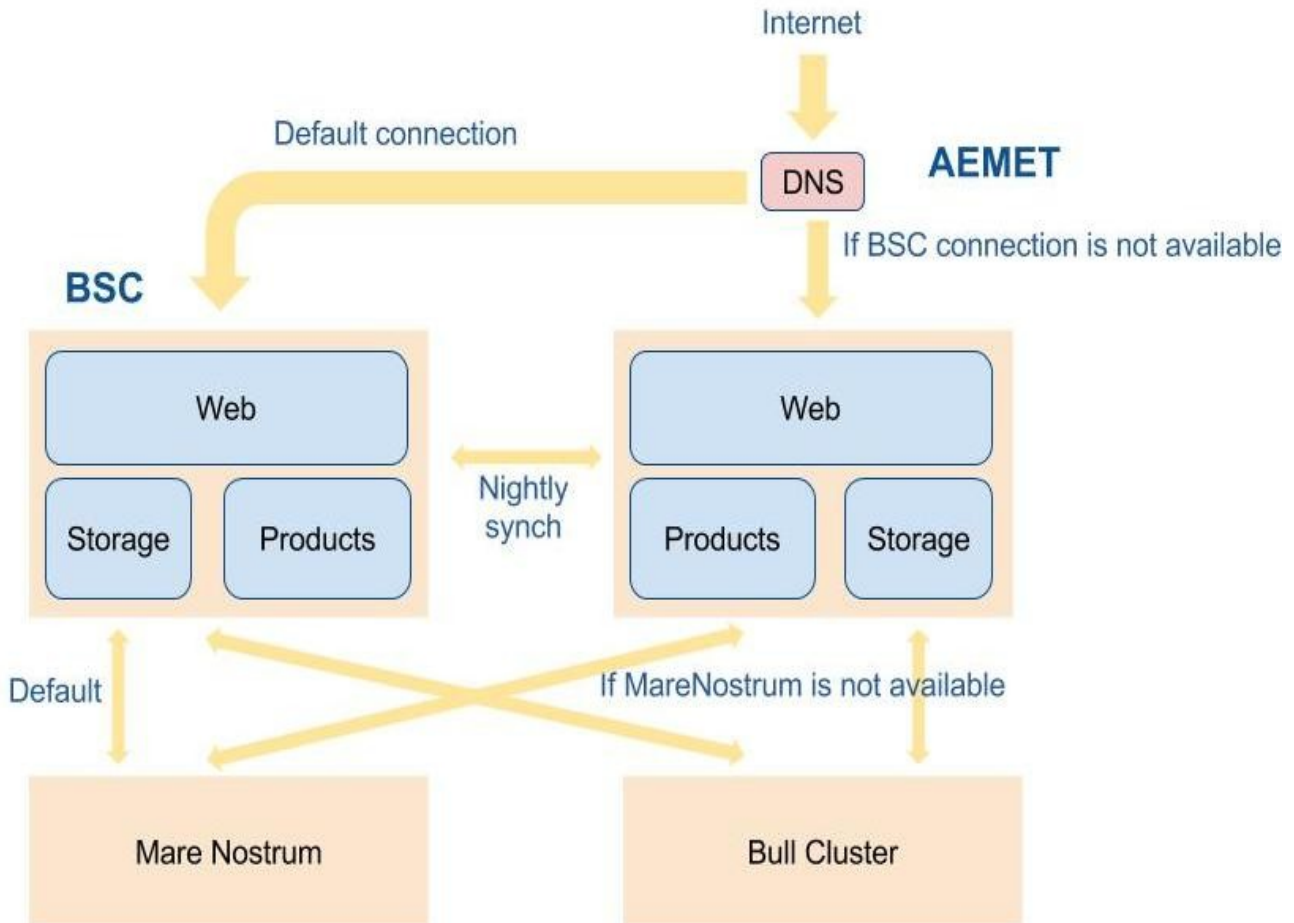 Internet
Default connection
DNS
AEMET
If BSC connection is not available
BSC
Web
Storage
Products
Nightly
synch
Web
Products
Storage
Default
If MareNostrum is not available
Mare Nostrum
Bull Cluster